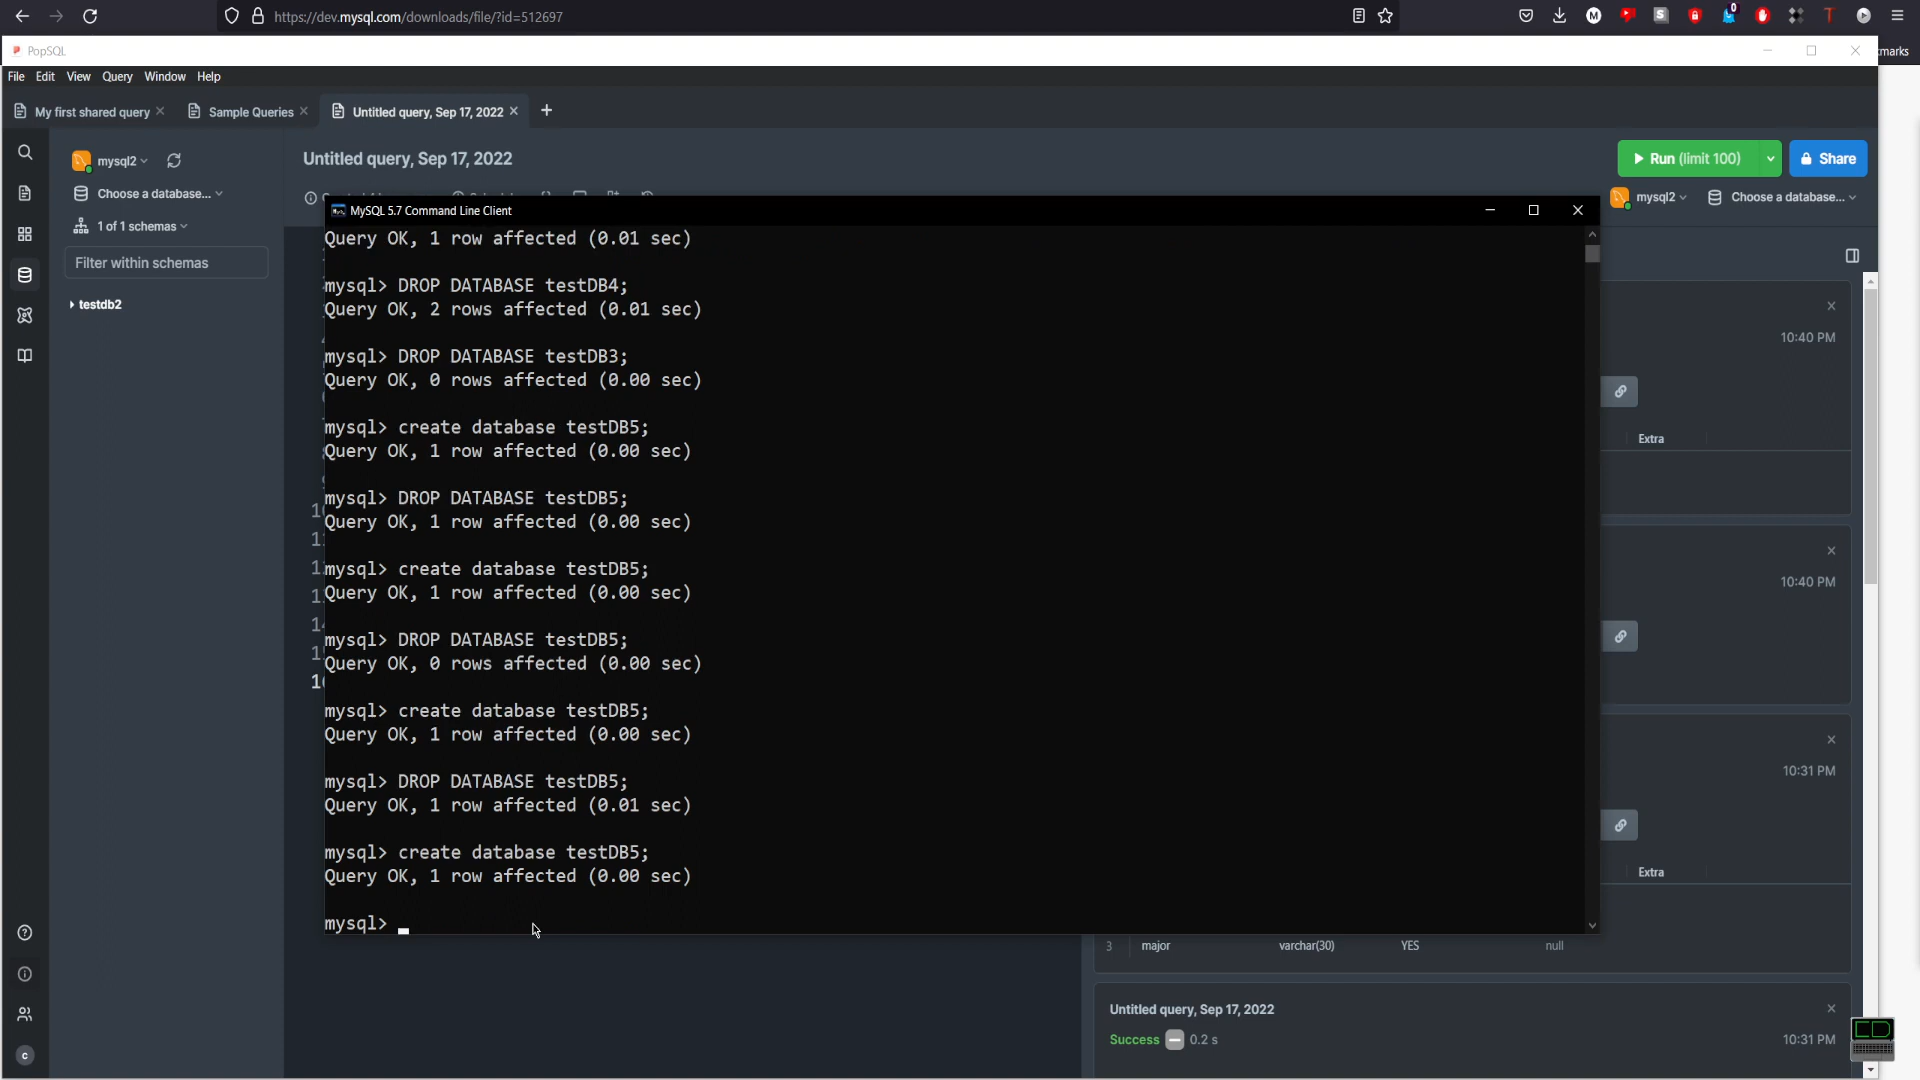 https://dev.mysql.com/downloads/file/?id=512697
PopSQL
File Edit View Query Window Help
My first shared query
Sample Queries
Untitled query, Sep 17, 2022
mysql2
Choose a database...
1 of 1 schemas
Filter within schemas
testdb2
Untitled query, Sep 17, 2022
Run (limit 100)
Share
mysql2
Choose a database...
MySQL 5.7 Command Line Client
Query OK, 1 row affected (0.01 sec)
mysql> DROP DATABASE testDB4;
Query OK, 2 rows affected (0.01 sec)
mysql> DROP DATABASE testDB3;
Query OK, 0 rows affected (0.00 sec)
mysql> create database testDB5;
Query OK, 1 row affected (0.00 sec)
mysql> DROP DATABASE testDB5;
Query OK, 1 row affected (0.00 sec)
mysql> create database testDB5;
Query OK, 1 row affected (0.00 sec)
mysql> DROP DATABASE testDB5;
Query OK, 0 rows affected (0.00 sec)
mysql> create database testDB5;
Query OK, 1 row affected (0.00 sec)
mysql> DROP DATABASE testDB5;
Query OK, 1 row affected (0.01 sec)
mysql> create database testDB5;
Query OK, 1 row affected (0.00 sec)
mysql>
10:40 PM
Extra
10:40 PM
10:31 PM
Extra
3 major varchar(30) YES null
Untitled query, Sep 17, 2022
Success 0.2 s
10:31 PM